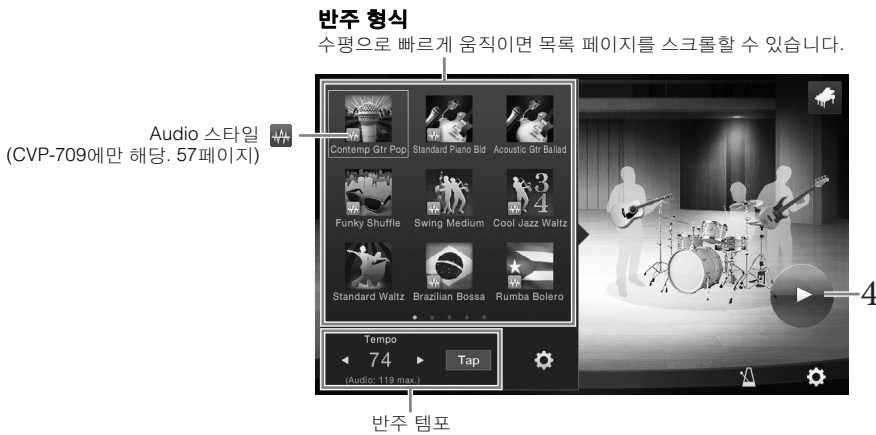 반주 형식
수평으로 빠르게 움직이면 목록 페이지를 스크롤할 수 있습니다.
Audio 스타일
(CVP-709에만 해당. 57페이지)
Contemp Gtr Pop Standard Piano Bld Acoustic Gtr Ballad
3
4
Funky Shuffle Swing Medium Cool Jazz Waltz
Standard Waltz Brazilian Bossa Rumba Bolero
4
Tempo
74 Tap
(Audio: 119 max.)
반주 템포